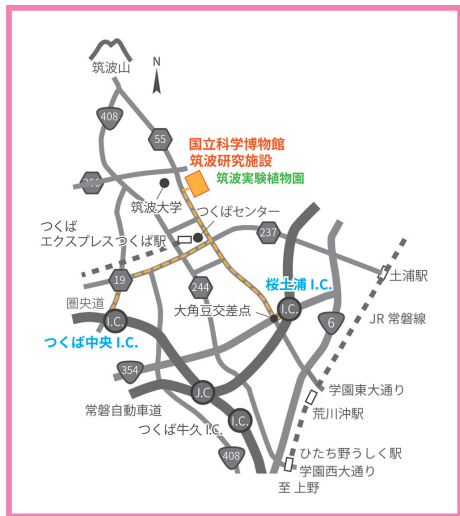 筑波山
N
408
55
国立科学博物館
筑波研究施設
筑波実験植物園
筑波大学
つくばセンター
つくば
エクスプレスつくば駅
237
19
244
土浦駅
桜土浦 I.C.
圏央道
大角豆交差点
I.C.
I.C.
つくば中央 I.C.
6
JR 常磐線
354
J.C
学園東大通り
常磐自動車道
荒川沖駅
つくば牛久 I.C.
I.C.
408
ひたち野うしく駅
学園西大通り
至 上野